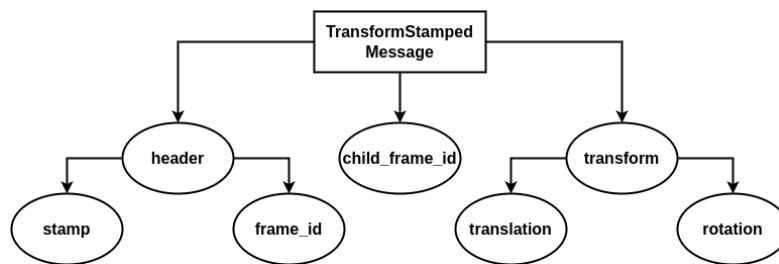 TransformStamped
Message
header
child_frame_id
transform
stamp
frame_id
translation
rotation